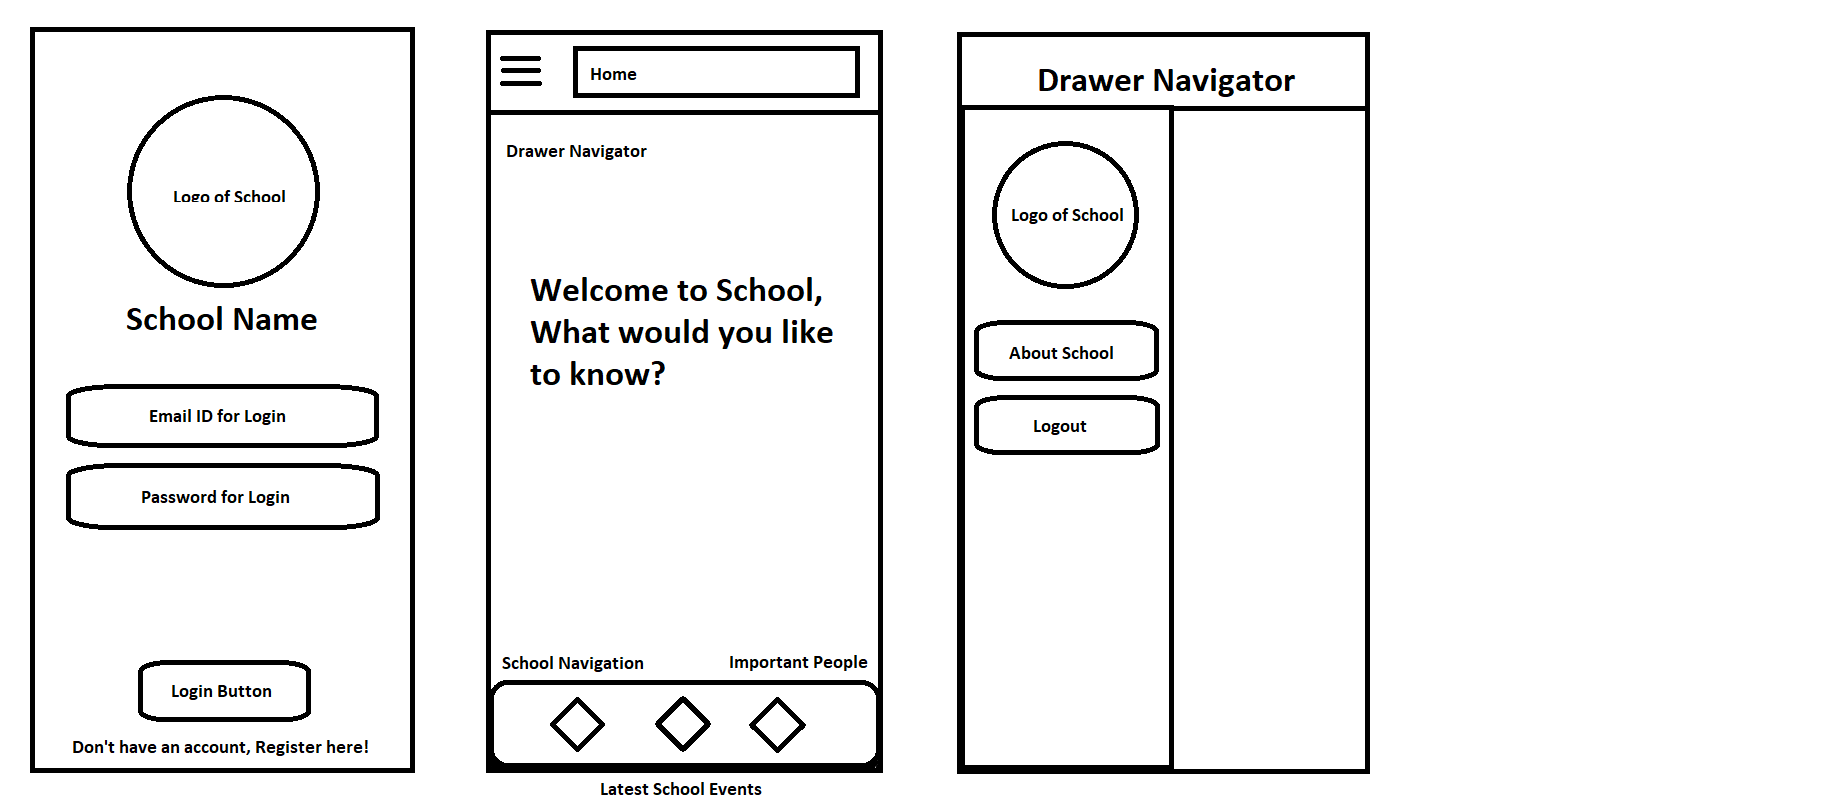 Logo of School
School Name
Email ID for Login
Password for Login
Login Button
Don't have an account, Register here!
Home
Drawer Navigator
Welcome to School,
What would you like
to know?
School Navigation
Important People
Latest School Events
Drawer Navigator
Logo of School
About School
Logout